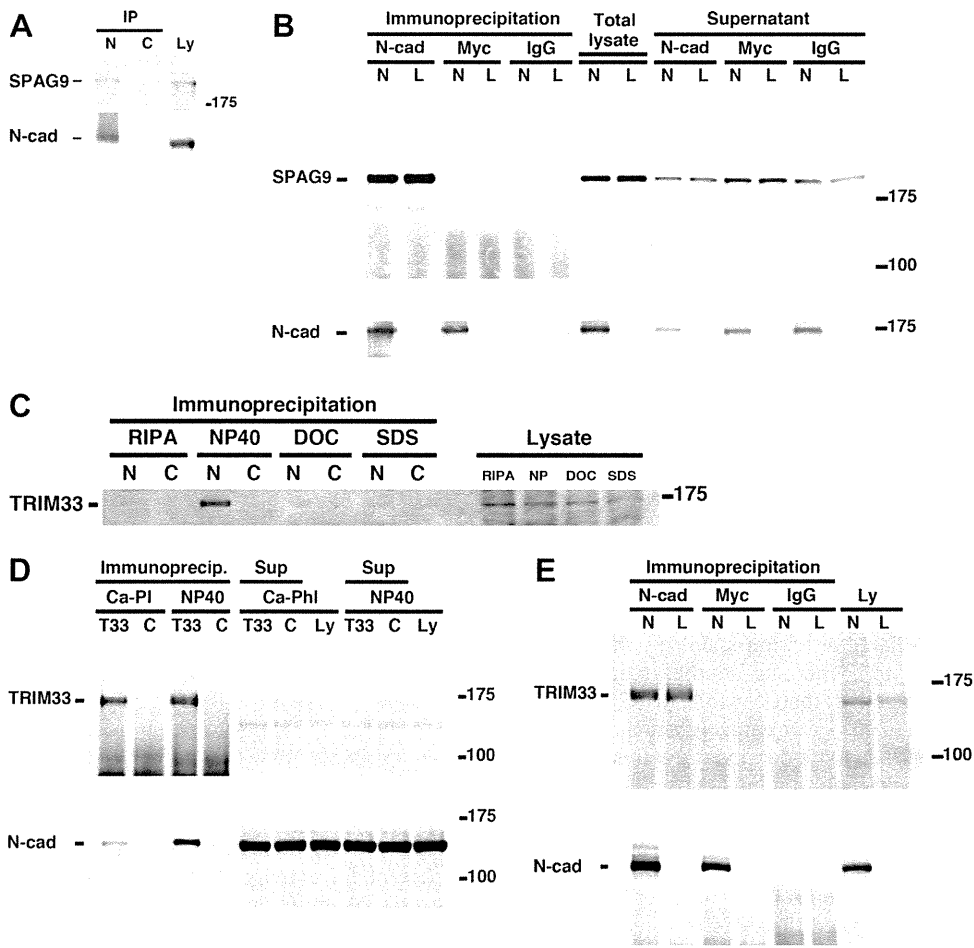 A
IP
N C Ly
SPAG9
175
N-cad
B
Immunoprecipitation Total lysate Supernatant
N-cad Myc IgG N-cad Myc IgG
N L N L N L N L N L N L N L
SPAG9
175
100
N-cad 175
C
Immunoprecipitation
RIPA NP40 DOC SDS Lysate
N C N C N C N C RIPA NP DOC SDS
TRIM33 175
D
Immunoprecip. Sup Sup
Ca-Pl NP40 Ca-Phl NP40
T33 C T33 C T33 C Ly T33 C Ly
TRIM33 175
100
175
N-cad
100
E
Immunoprecipitation
N-cad Myc IgG Ly
N L N L N L N L
TRIM33 175
100
N-cad